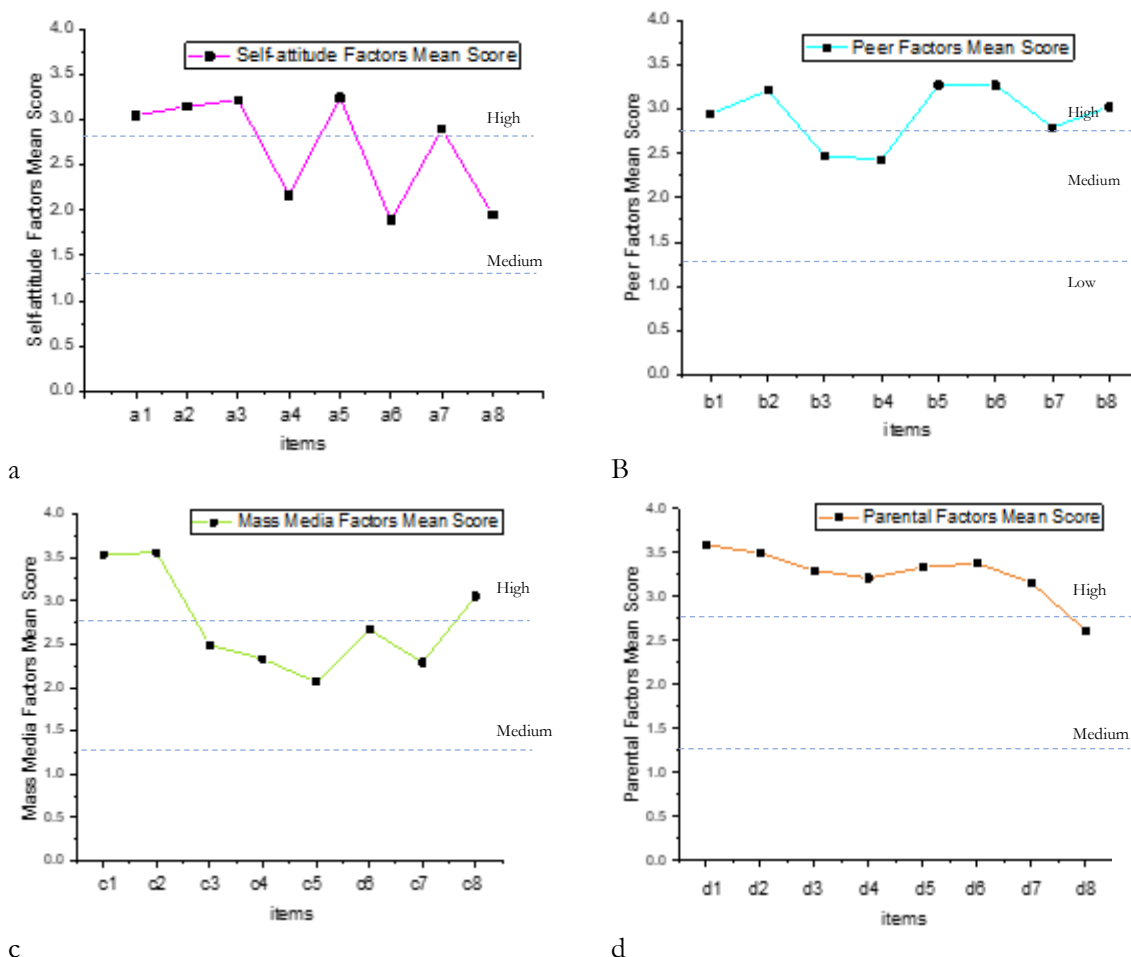 Self-attitude Factors Mean Score
4.0
3.5
3.0
2.5
2.0
1.5
1.0
0.5
0.0
Self-attitude Factors Mean Score
High
Medium
a1 a2 a3 a4 a5 a6 a7 a8
items
a
Peer Factors Mean Score
4.0
3.5
3.0
2.5
2.0
1.5
1.0
0.5
0.0
Peer Factors Mean Score
High
Medium
Low
b1 b2 b3 b4 b5 b6 b7 b8
items
B
Mass Media Factors Mean Score
4.0
3.5
3.0
2.5
2.0
1.5
1.0
0.5
0.0
Mass Media Factors Mean Score
High
Medium
c1 c2 c3 c4 c5 c6 c7 c8
items
c
Parental Factors Mean Score
4.0
3.5
3.0
2.5
2.0
1.5
1.0
0.5
0.0
Parental Factors Mean Score
High
Medium
d1 d2 d3 d4 d5 d6 d7 d8
items
d